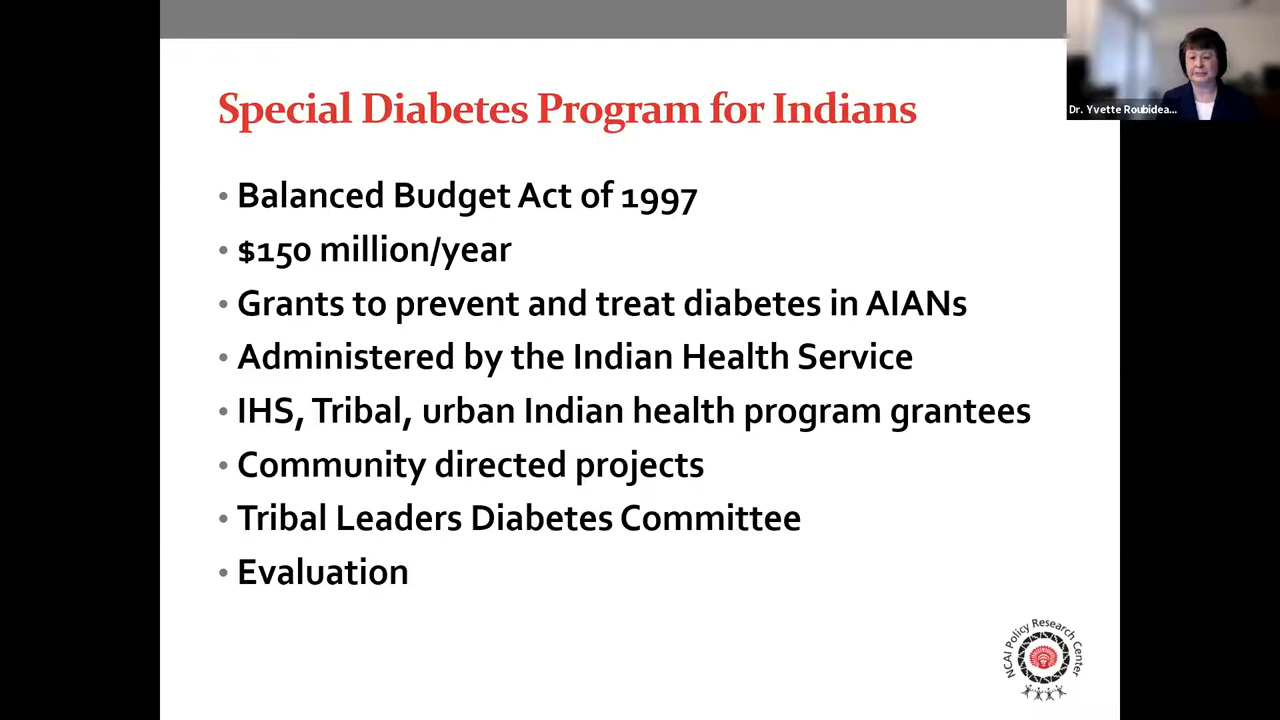 Special Diabetes Program for Indians
Dr. Yvette Roubidea...
• Balanced Budget Act of 1997
• $150 million/year
• Grants to prevent and treat diabetes in AIANs
• Administered by the Indian Health Service
• IHS, Tribal, urban Indian health program grantees
• Community directed projects
• Tribal Leaders Diabetes Committee
• Evaluation
NCAI Policy Research Center